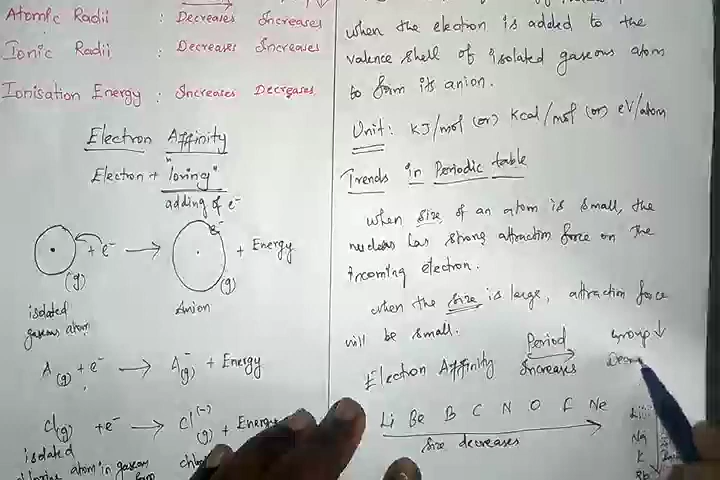 Atomic Radii : Decreases Increases
Ionic Radii : Decreases Increases
Ionisation Energy : Increases Decreases
Electron Affinity
Electron + "loving"
adding of e-
+ e- → e- + Energy
(g) (g)
isolated Anion
gaseous atom
A(g) + e- → A-(g) + Energy
Cl(g) + e- → Cl(-)(g) + Energy
isolated
chlorine atom in gaseous
when the electron is added to the
valence shell of isolated gaseous atom
to form its anion.
Unit: KJ/mol (or) Kcal/mol (or) eV/atom
Trends in Periodic table
when size of an atom is small, the
nucleus has strong attraction force on the
incoming electron.
when the size is large, attraction force
will be small.
Period Group ↓
Electron Affinity Increases
Li Be B C N O F Ne
Size decreases
Na
K
Rb